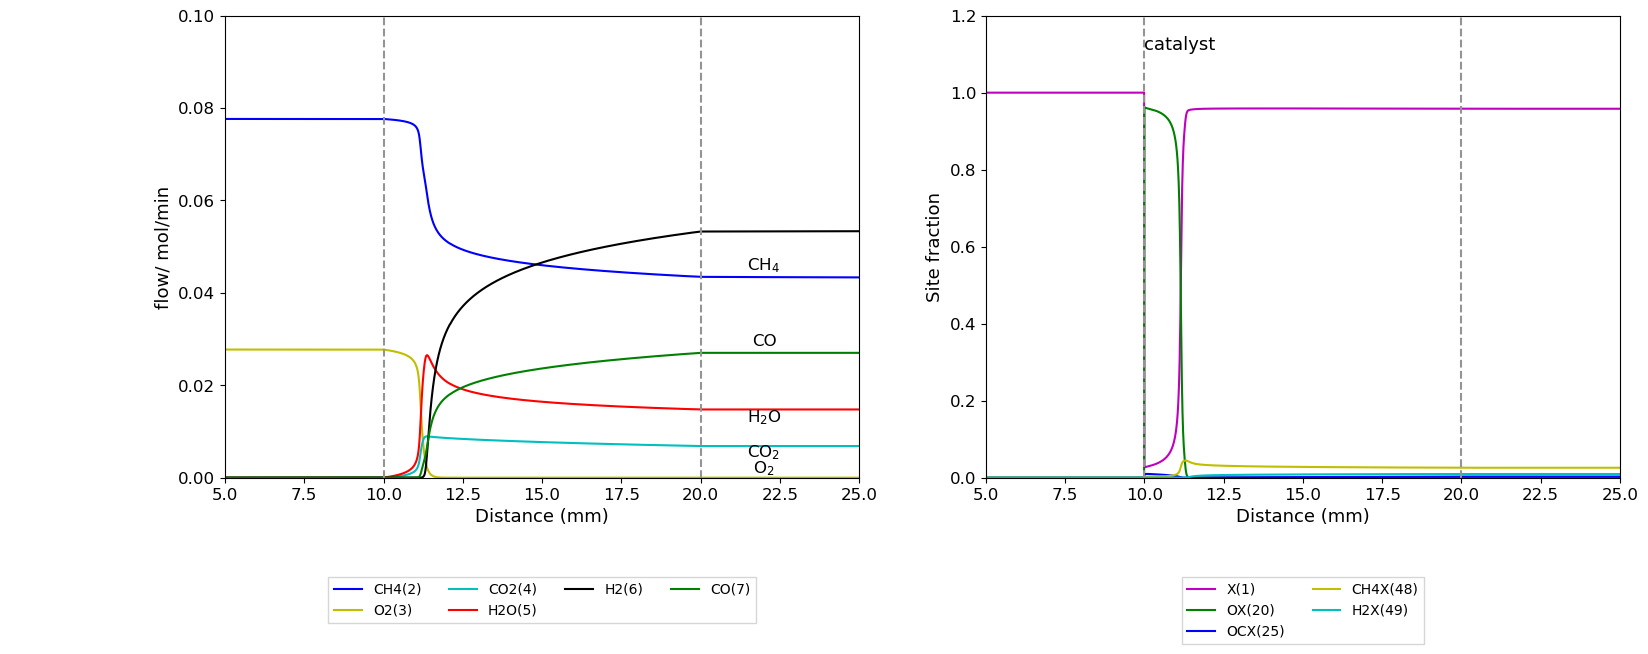 0.10
0.08
0.06
0.04
0.02
0.00
flow/ mol/min
5.0 7.5 10.0 12.5 15.0 17.5 20.0 22.5 25.0
Distance (mm)
CH₄
CO
H₂O
CO₂
O₂
CH4(2) CO2(4) H2(6) CO(7)
O2(3) H2O(5)
1.2
1.0
0.8
0.6
0.4
0.2
0.0
Site fraction
catalyst
5.0 7.5 10.0 12.5 15.0 17.5 20.0 22.5 25.0
Distance (mm)
X(1) CH4X(48)
OX(20) H2X(49)
OCX(25)